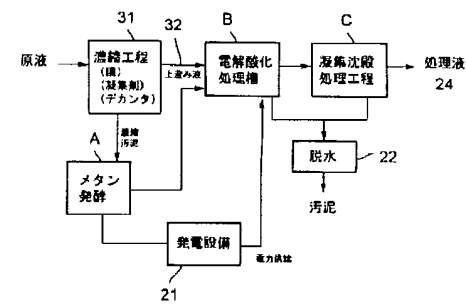 31
32
B
C
原液
濃縮工程
(膜)
(凝集剤)
(デカンタ)
上澄み液
電解酸化
処理槽
凝集沈殿
処理工程
処理液
24
濃縮
汚泥
A
メタン
発酵
脱水
22
汚泥
発電設備
電力供給
21